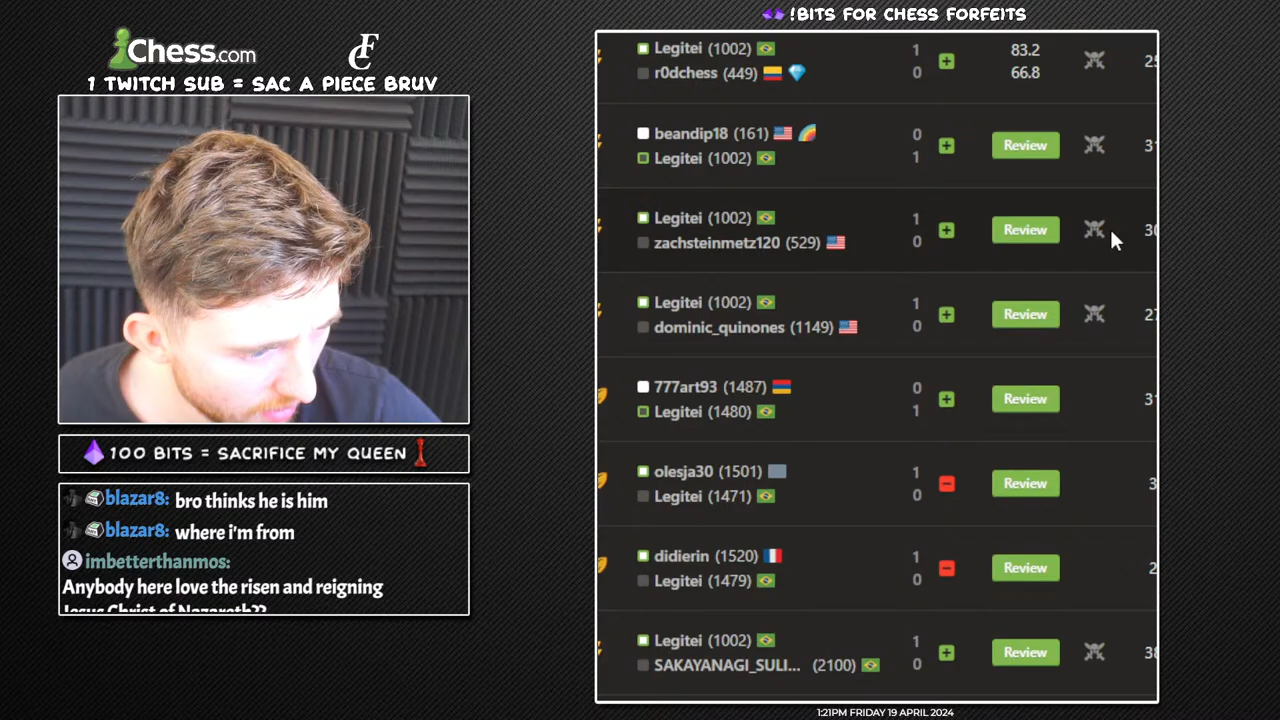 !BITS FOR CHESS FORFEITS
Chess.com
1 TWITCH SUB = SAC A PIECE BRUV
100 BITS = SACRIFICE MY QUEEN
blazar8: bro thinks he is him
blazar8: where i'm from
imbetterthanmos:
Anybody here love the risen and reigning
Jesus Christ of Nazareth??
Legitei (1002) 1 83.2
r0dchess (449) 0 66.8
beandip18 (161) 0
Legitei (1002) 1
Review
Legitei (1002) 1
zachsteinmetz120 (529) 0
Review
Legitei (1002) 1
dominic_quinones (1149) 0
Review
777art93 (1487) 0
Legitei (1480) 1
Review
olesja30 (1501) 1
Legitei (1471) 0
Review
didierin (1520) 1
Legitei (1479) 0
Review
Legitei (1002) 1
SAKAYANAGI_SULI... (2100) 0
Review
1:21PM FRIDAY 19 APRIL 2024